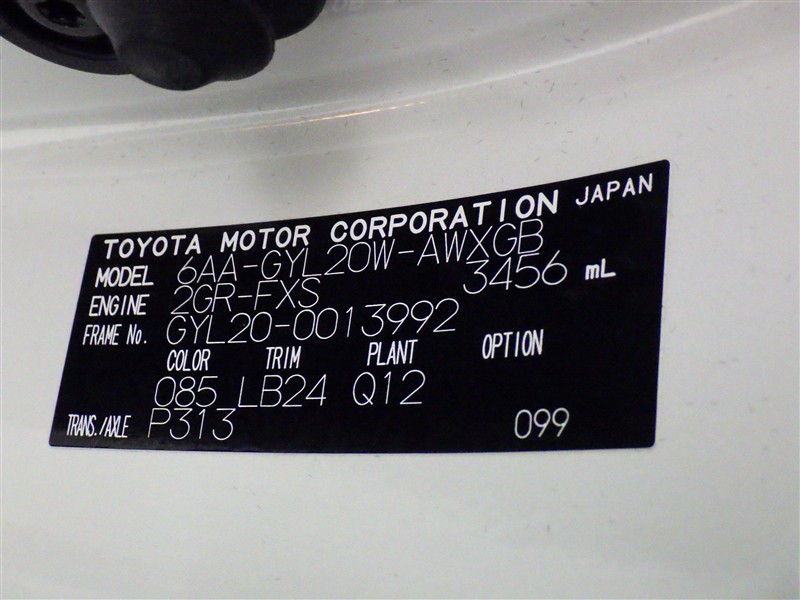 TOYOTA MOTOR CORPORATION JAPAN
MODEL 6AA-GYL20W-AWXGB
ENGINE 2GR-FXS 3456 mL
FRAME No. GYL20-0013992
COLOR TRIM PLANT OPTION
085 LB24 Q12
TRANS./AXLE P313 099